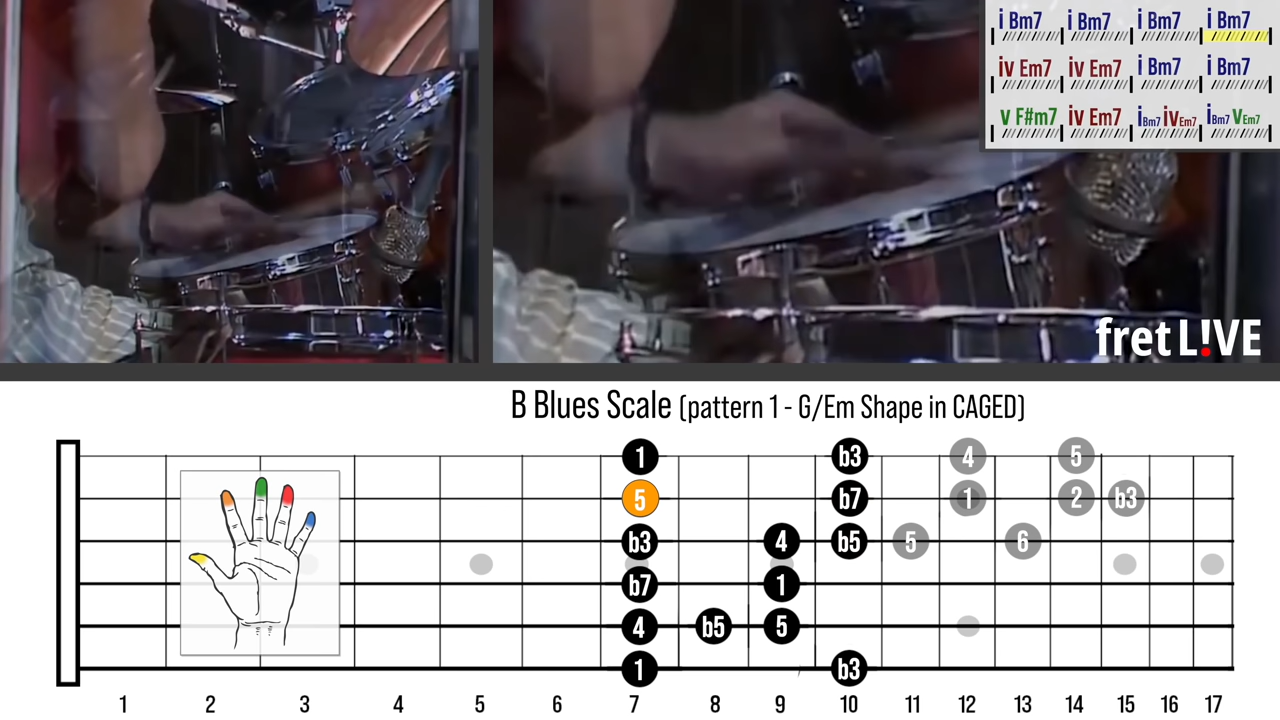 i Bm7 i Bm7 i Bm7 i Bm7
iv Em7 iv Em7 i Bm7 i Bm7
v F#m7 iv Em7 i Bm7 iv Em7 i Bm7 v Em7
fret L!VE
B Blues Scale (pattern 1 - G/Em Shape in CAGED)
1 b3 4 5
5 b7 1 2 b3
b3 4 b5 5 6
b7 1
4 b5 5
1 b3
1 2 3 4 5 6 7 8 9 10 11 12 13 14 15 16 17